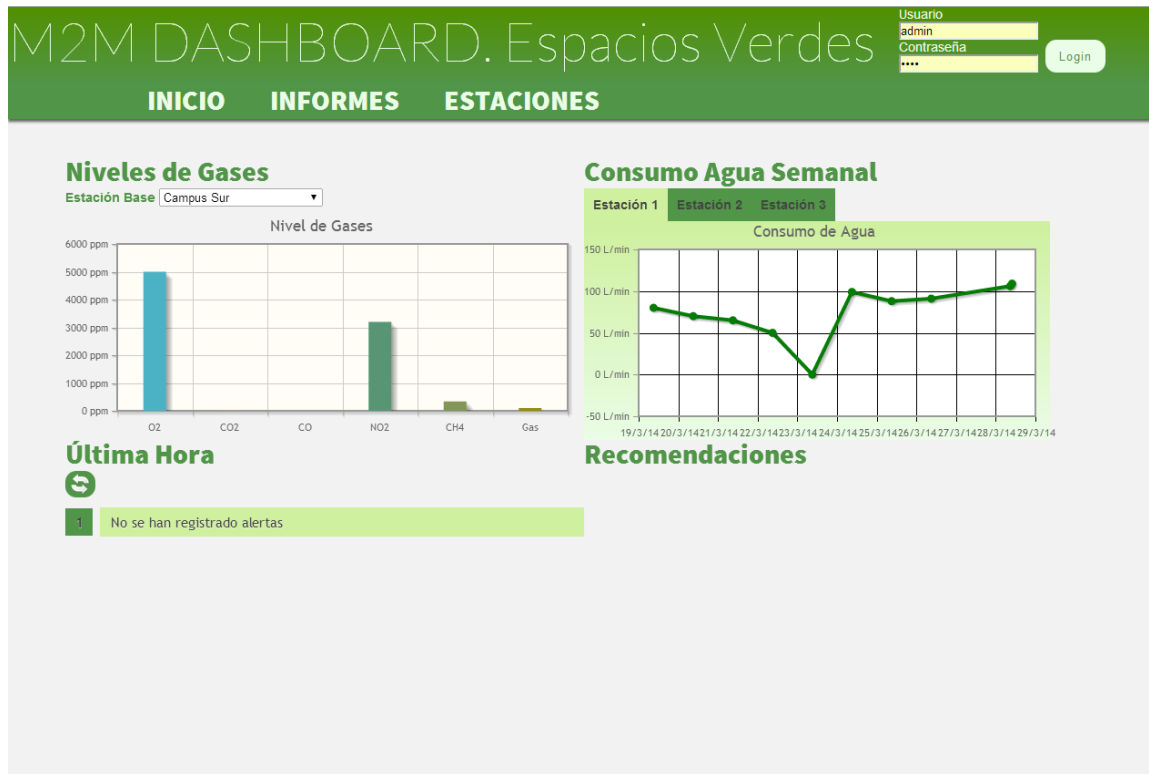 M2M DASHBOARD. Espacios Verdes
Usuario
admin
Contraseña
••••
Login
INICIO INFORMES ESTACIONES
Niveles de Gases
Estación Base Campus Sur
Nivel de Gases
6000 ppm
5000 ppm
4000 ppm
3000 ppm
2000 ppm
1000 ppm
0 ppm
O2 CO2 CO NO2 CH4 Gas
Consumo Agua Semanal
Estación 1 Estación 2 Estación 3
Consumo de Agua
150 L/min
100 L/min
50 L/min
0 L/min
-50 L/min
19/3/14 20/3/14 21/3/14 22/3/14 23/3/14 24/3/14 25/3/14 26/3/14 27/3/14 28/3/14 29/3/14
Última Hora
1 No se han registrado alertas
Recomendaciones